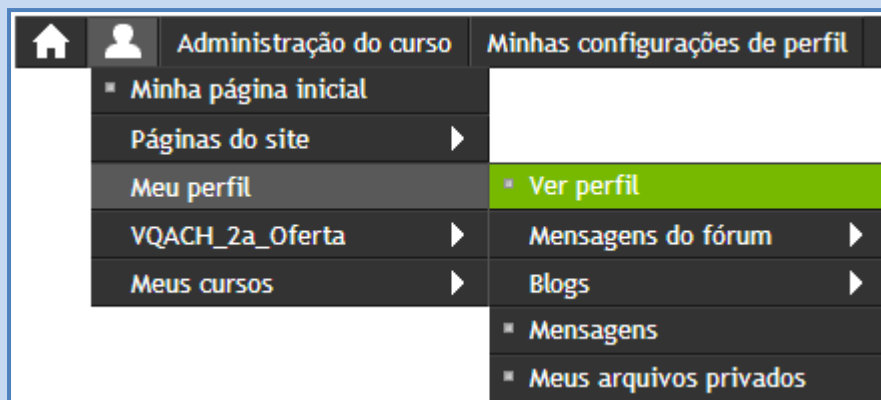 Administração do curso
Minhas configurações de perfil
Minha página inicial
Páginas do site
Meu perfil
VQACH_2a_Oferta
Meus cursos
Ver perfil
Mensagens do fórum
Blogs
Mensagens
Meus arquivos privados